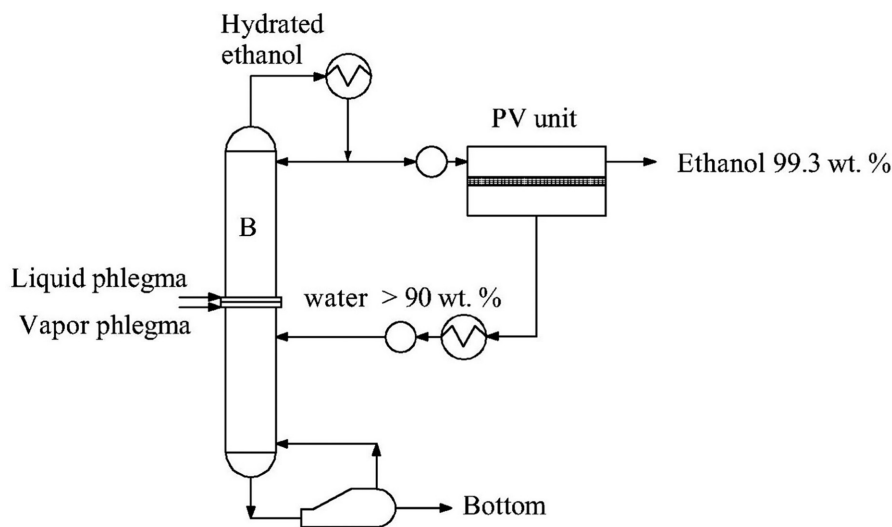 Hydrated
ethanol
PV unit
Ethanol 99.3 wt. %
B
Liquid phlegma
water > 90 wt. %
Vapor phlegma
Bottom